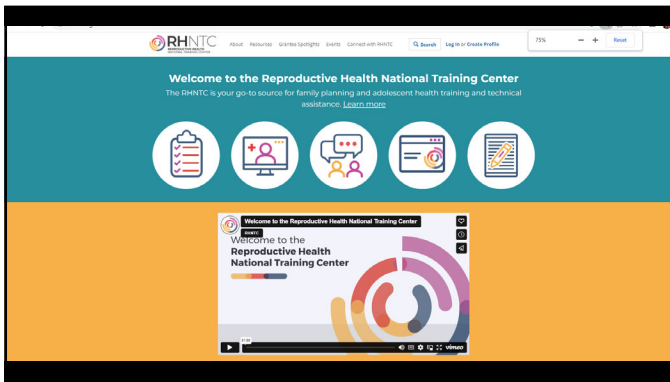 RHNTC
REPRODUCTIVE HEALTH
NATIONAL TRAINING CENTER
About Resources Grantee Spotlights Events Connect with RHNTC Search Log In or Create Profile
75% − + Reset
Welcome to the Reproductive Health National Training Center
The RHNTC is your go-to source for family planning and adolescent health training and technical
assistance. Learn more
Welcome to the Reproductive Health National Training Center
RHNTC
Welcome to the
Reproductive Health
National Training Center
vimeo